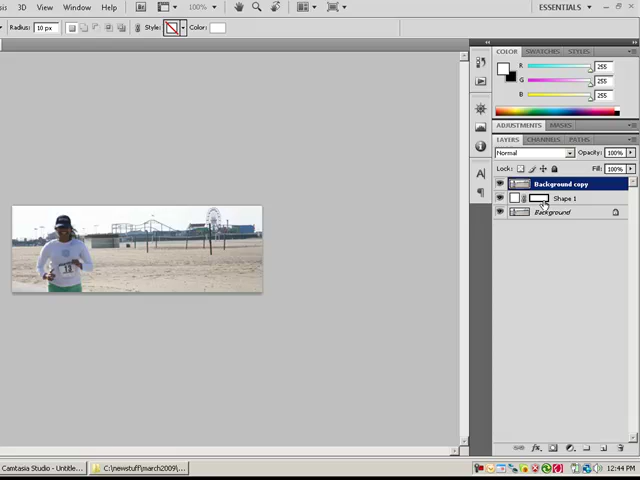 sis 3D View Window Help 100% ESSENTIALS
Radius: 10 px Style: Color:
COLOR SWATCHES STYLES
R 255
G 255
B 255
ADJUSTMENTS MASKS
LAYERS CHANNELS PATHS
Normal Opacity: 100%
Lock: Fill: 100%
Background copy
Shape 1
Background
13
Camtasia Studio - Untitle... C:\newstuff\march2009\... 12:44 PM